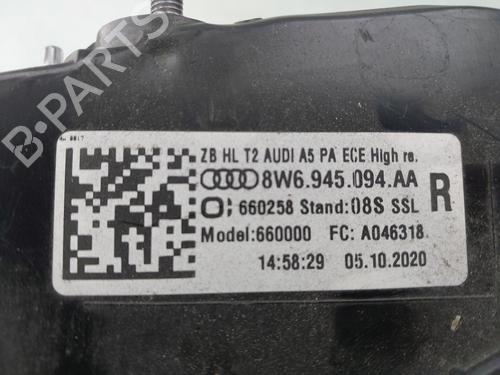 ZB HL T2 AUDI A5 PA ECE High re.
8W6.945.094.AA
R
660258 Stand:08S SSL
Model:660000 FC: A046318
14:58:29 05.10.2020
B-PARTS